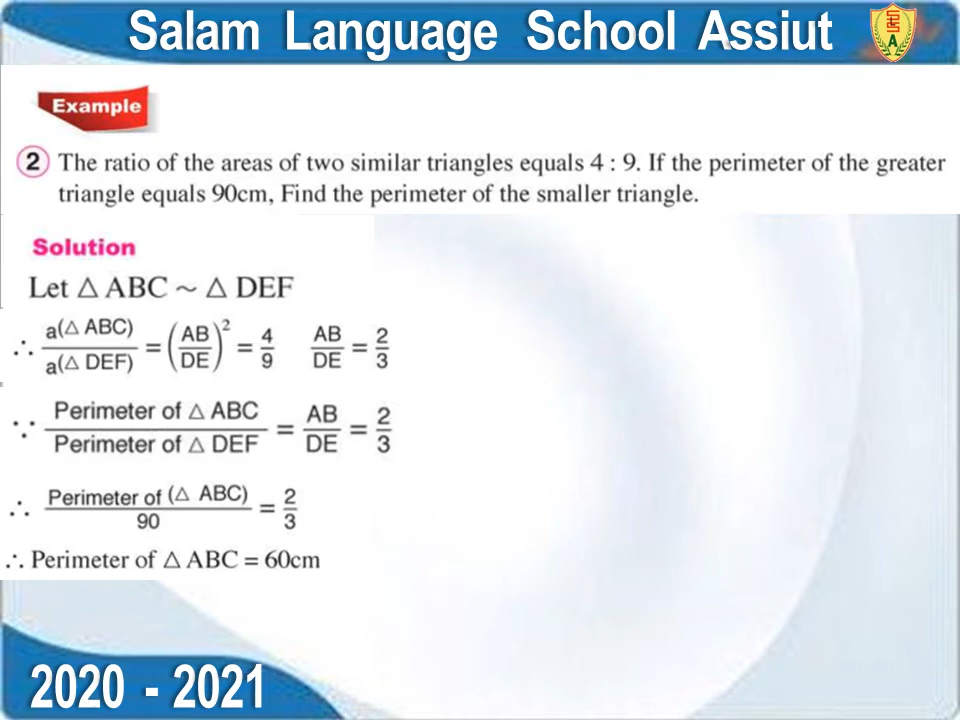 Salam Language School Assiut
Example
2 The ratio of the areas of two similar triangles equals 4 : 9. If the perimeter of the greater
triangle equals 90cm, Find the perimeter of the smaller triangle.
Solution
Let △ ABC ~ △ DEF
∴ a(△ ABC) / a(△ DEF) = (AB/DE)² = 4/9 AB/DE = 2/3
∵ Perimeter of △ ABC / Perimeter of △ DEF = AB/DE = 2/3
∴ Perimeter of (△ ABC) / 90 = 2/3
∴ Perimeter of △ ABC = 60cm
2020 - 2021